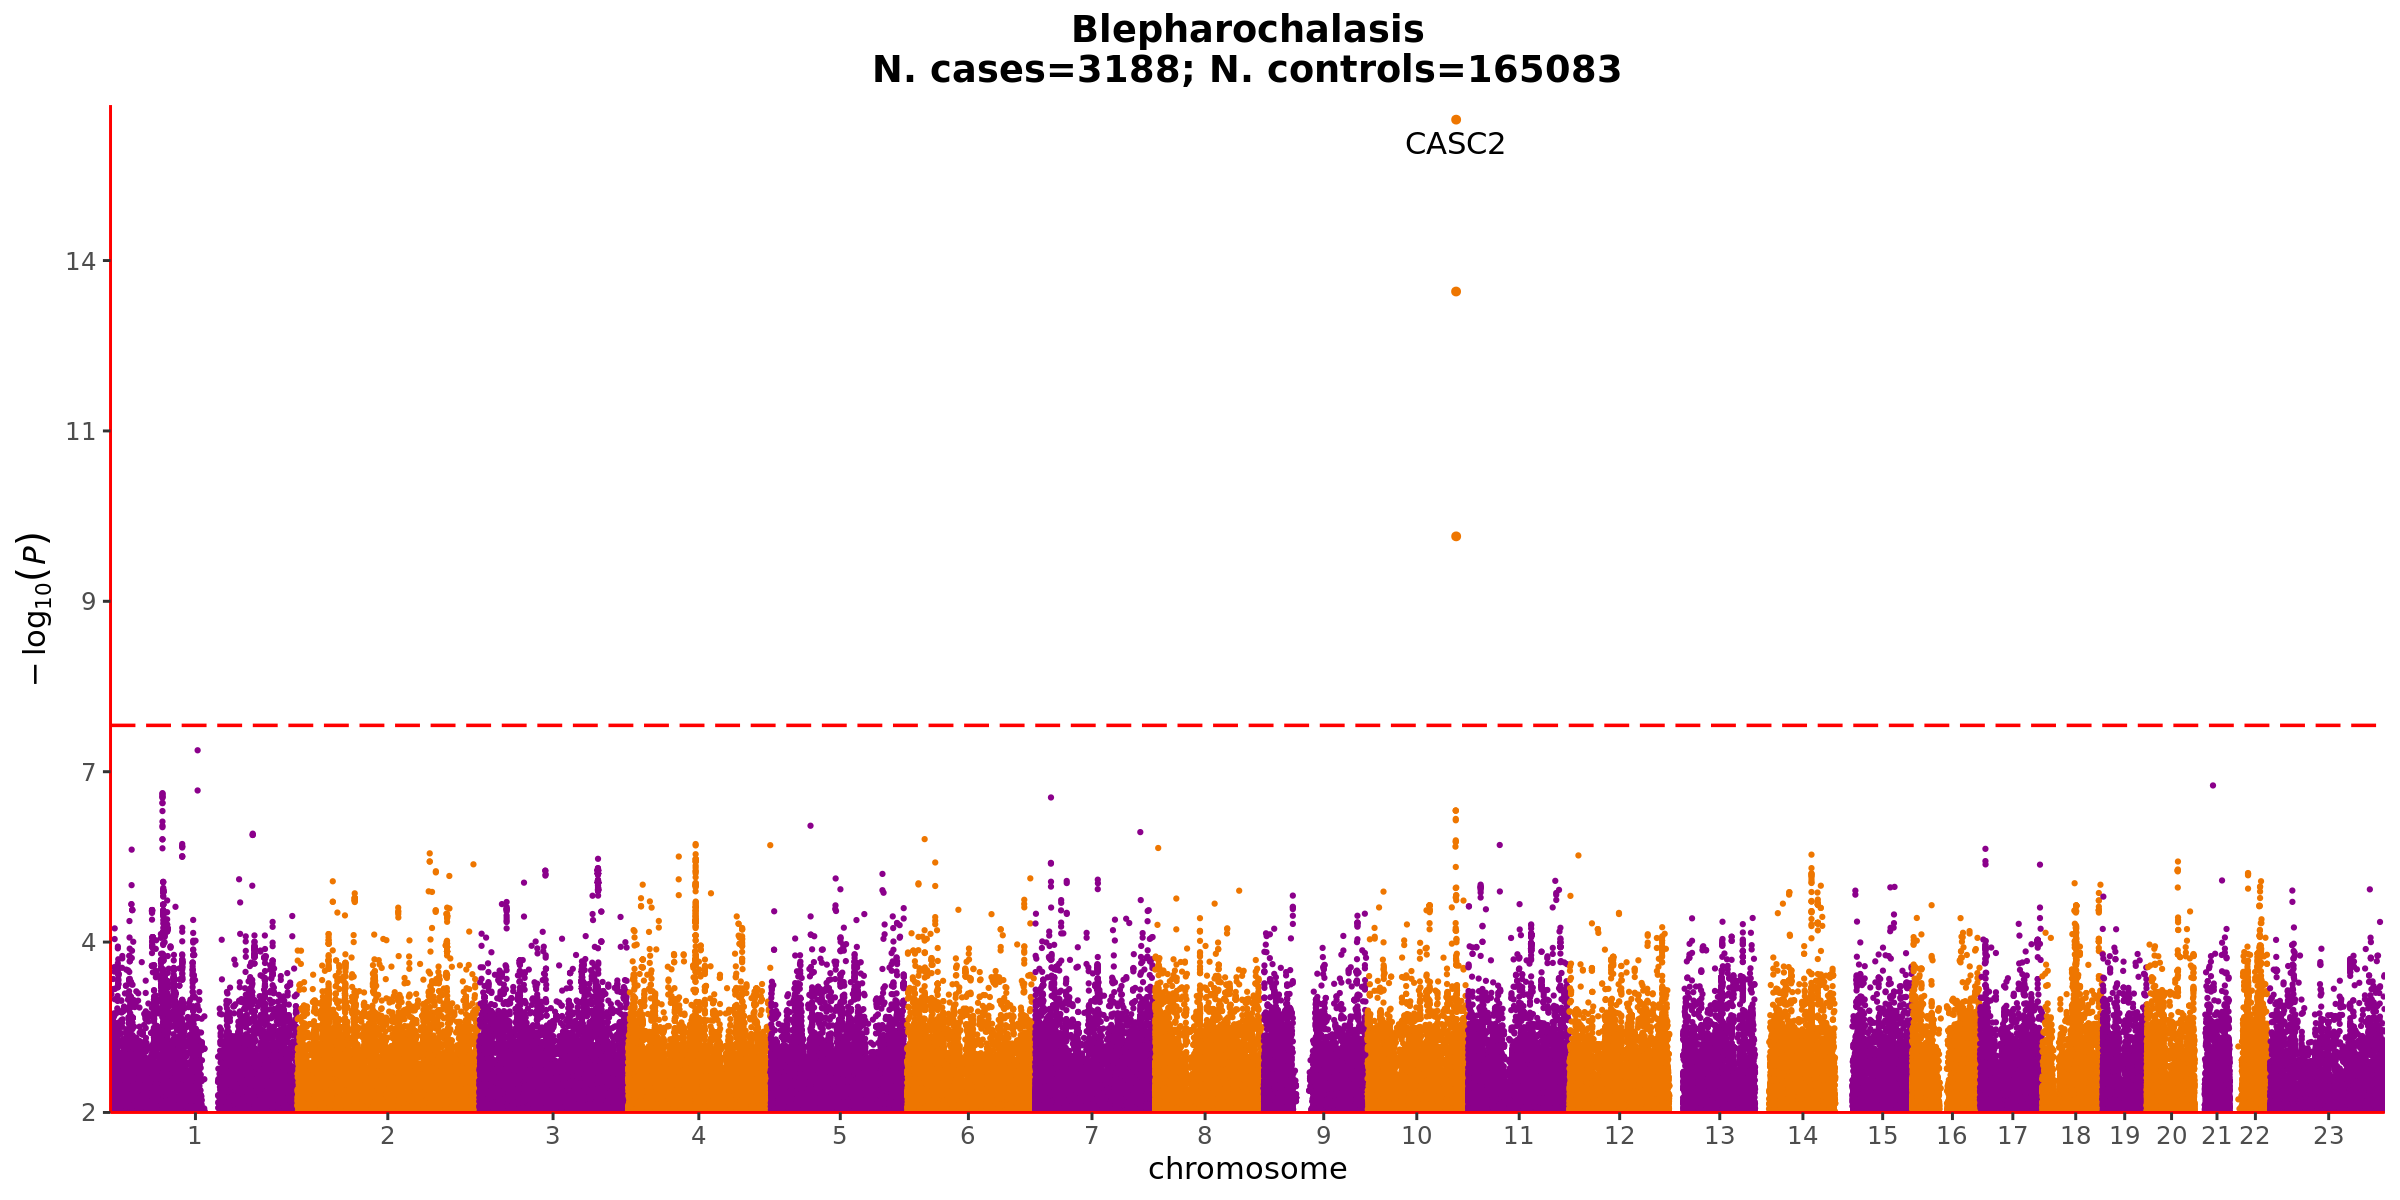 Blepharochalasis
N. cases=3188; N. controls=165083
CASC2
14
11
9
7
4
2
−log10(P)
1 2 3 4 5 6 7 8 9 10 11 12 13 14 15 16 17 18 19 20 21 22 23
chromosome